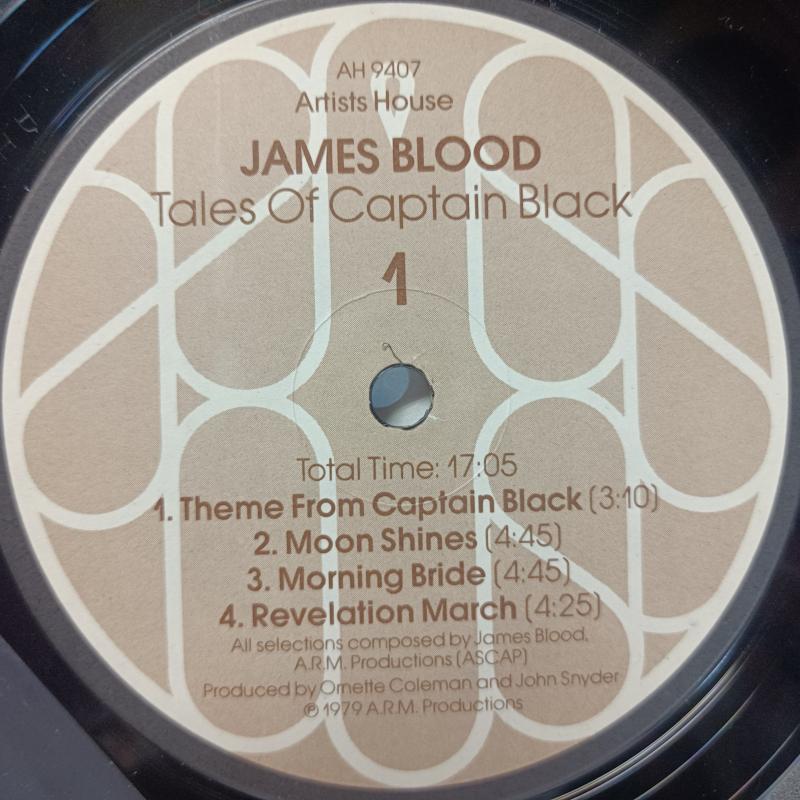 AH 9407
Artists House
JAMES BLOOD
Tales Of Captain Black
1
Total Time: 17:05
1. Theme From Captain Black (3:10)
2. Moon Shines (4:45)
3. Morning Bride (4:45)
4. Revelation March (4:25)
All selections composed by James Blood.
A.R.M. Productions (ASCAP)
Produced by Ornette Coleman and John Snyder
℗ 1979 A.R.M. Productions